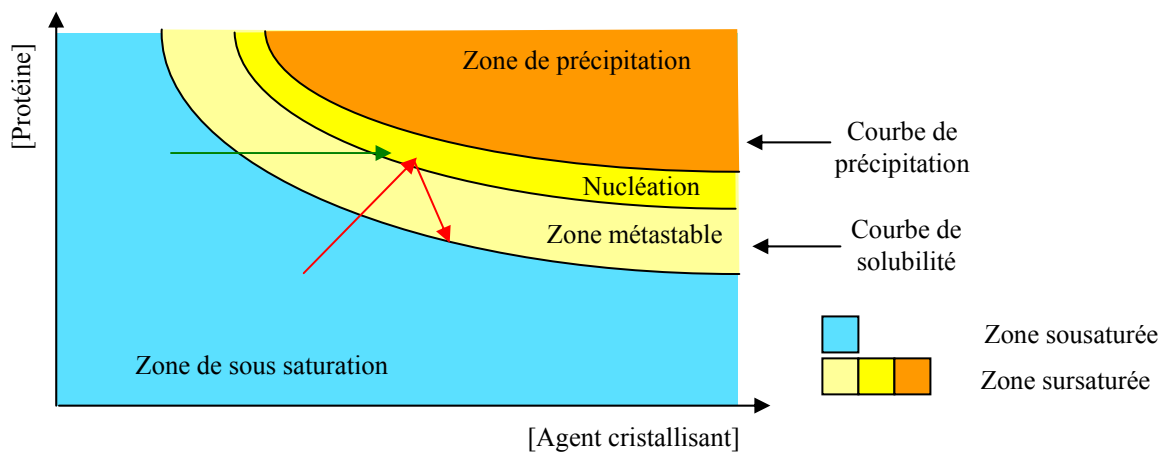 [Protéine]
Zone de précipitation
Courbe de
précipitation
Nucléation
Zone métastable
Courbe de
solubilité
Zone de sous saturation
Zone sousaturée
Zone sursaturée
[Agent cristallisant]